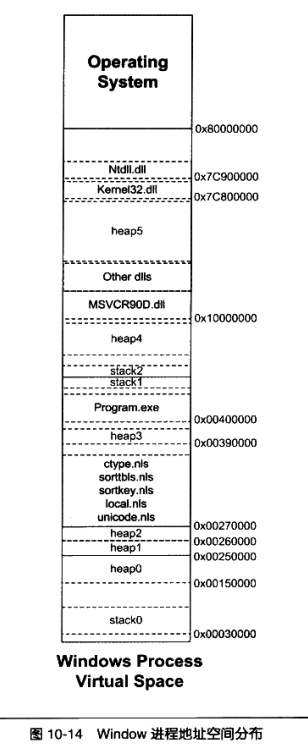 Operating
System
0x80000000
Ntdll.dll
0x7C900000
Kernel32.dll
0x7C800000
heap5
Other dlls
MSVCR90D.dll
0x10000000
heap4
stack2
stack1
Program.exe
0x00400000
heap3
0x00390000
ctype.nls
sorttbls.nls
sortkey.nls
local.nls
unicode.nls
0x00270000
heap2
0x00260000
heap1
0x00250000
heap0
0x00150000
stack0
0x00030000
Windows Process
Virtual Space
图 10-14 Window 进程地址空间分布